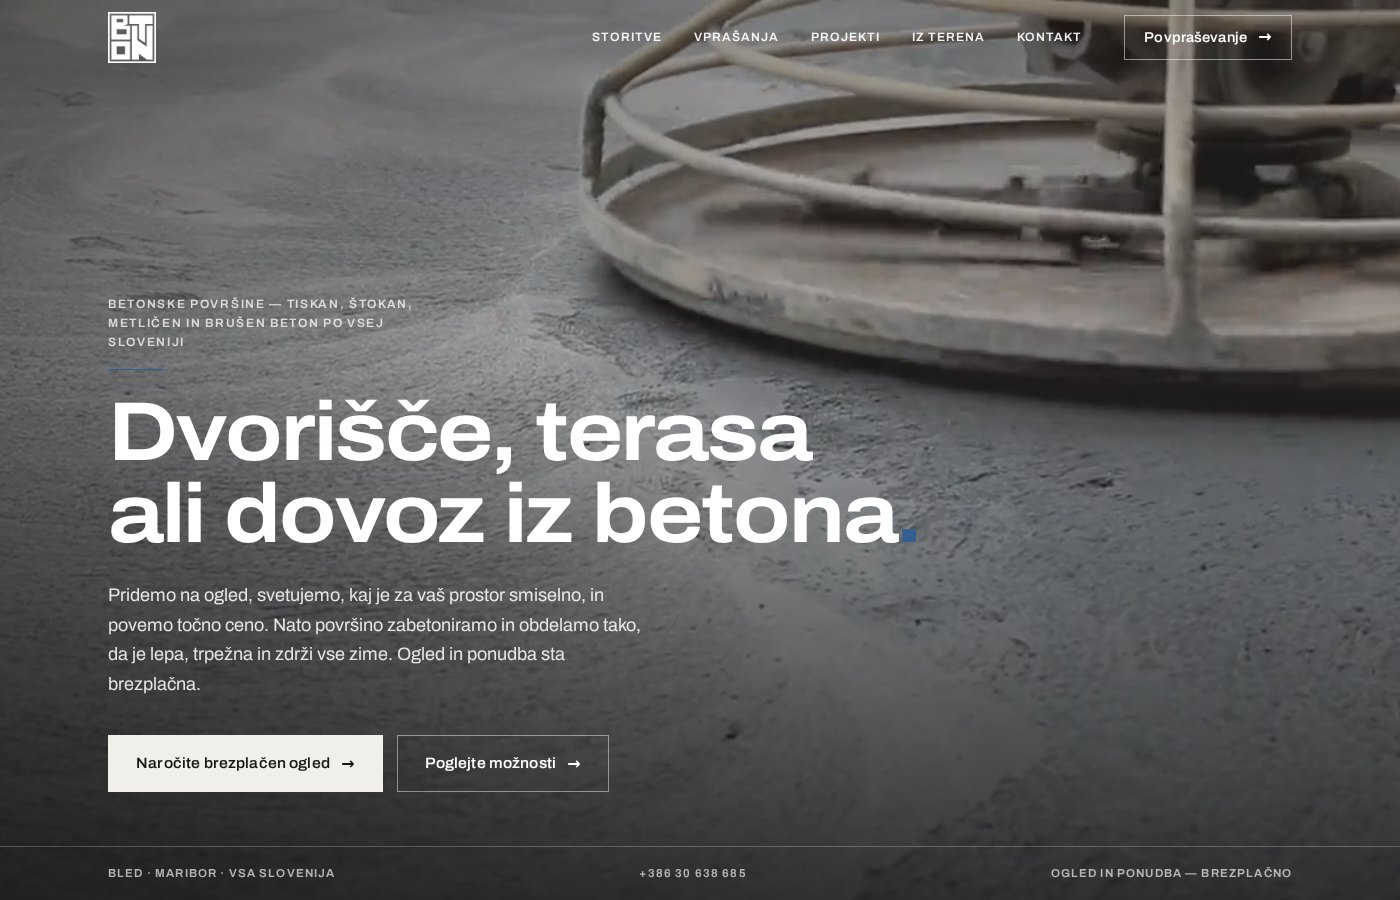 BTON
STORITVE VPRAŠANJA PROJEKTI IZ TERENA KONTAKT Povpraševanje →
BETONSKE POVRŠINE — TISKAN, ŠTOKAN,
METLIČEN IN BRUŠEN BETON PO VSEJ
SLOVENIJI
Dvorišče, terasa
ali dovoz iz betona.
Pridemo na ogled, svetujemo, kaj je za vaš prostor smiselno, in
povemo točno ceno. Nato površino zabetoniramo in obdelamo tako,
da je lepa, trpežna in zdrži vse zime. Ogled in ponudba sta
brezplačna.
Naročite brezplačen ogled → Poglejte možnosti →
BLED · MARIBOR · VSA SLOVENIJA +386 30 638 685 OGLED IN PONUDBA — BREZPLAČNO